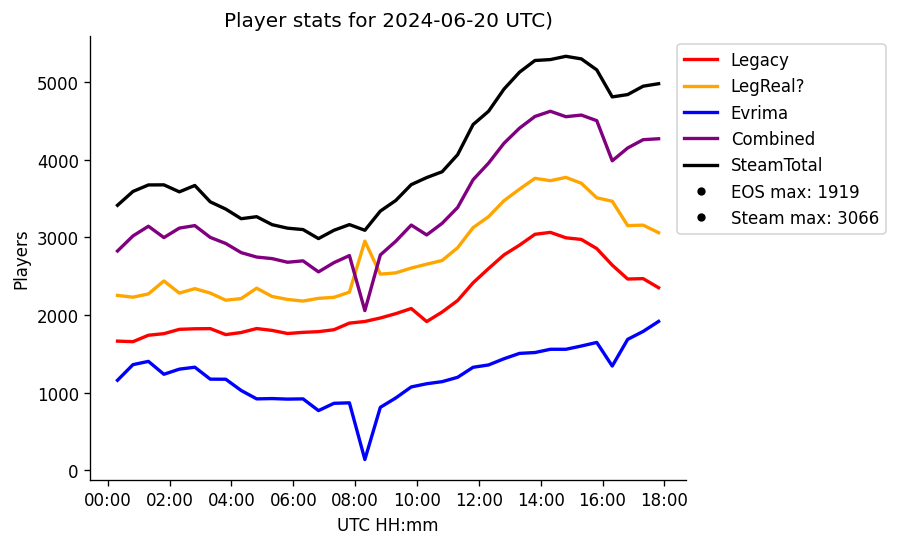 Player stats for 2024-06-20 UTC)
Legacy
LegReal?
Evrima
Combined
SteamTotal
EOS max: 1919
Steam max: 3066
Players
5000
4000
3000
2000
1000
0
00:00 02:00 04:00 06:00 08:00 10:00 12:00 14:00 16:00 18:00
UTC HH:mm